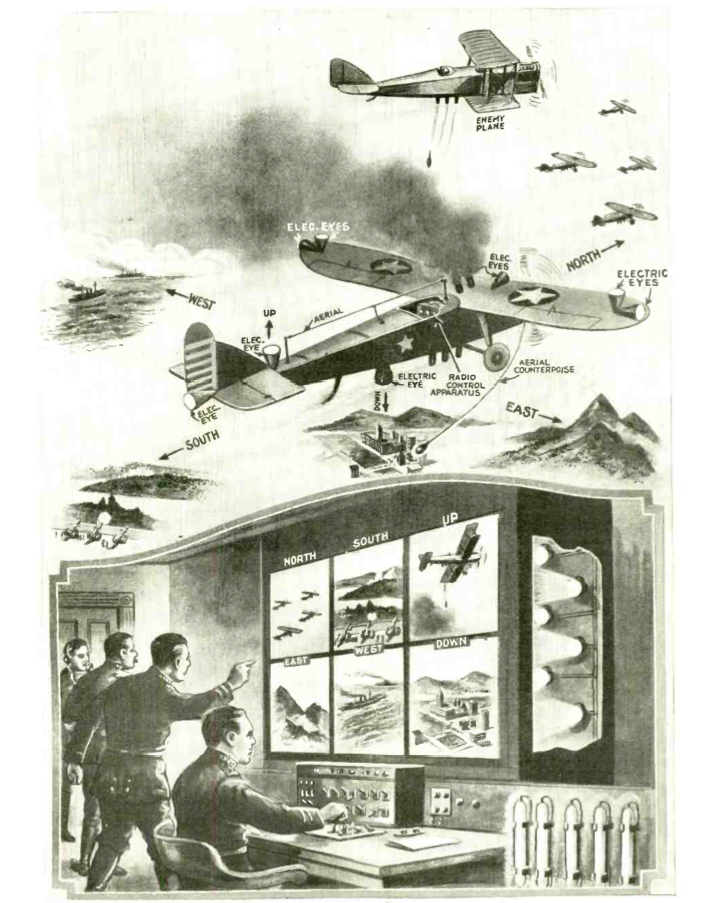 ENEMY
PLANE
ELEC. EYES
ELEC.
EYES
NORTH
ELECTRIC
EYES
WEST
UP
AERIAL
ELEC.
EYE
ELECTRIC
EYE
RADIO
CONTROL
APPARATUS
AERIAL
COUNTERPOISE
DOWN
ELEC.
EYE
EAST
SOUTH
NORTH
SOUTH
UP
EAST
WEST
DOWN